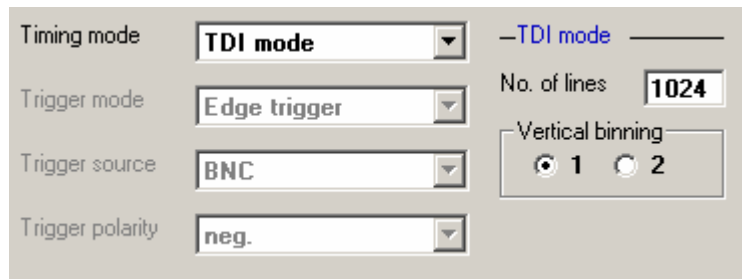 Timing mode TDI mode
Trigger mode Edge trigger
Trigger source BNC
Trigger polarity neg.
TDI mode
No. of lines 1024
Vertical binning
1 2